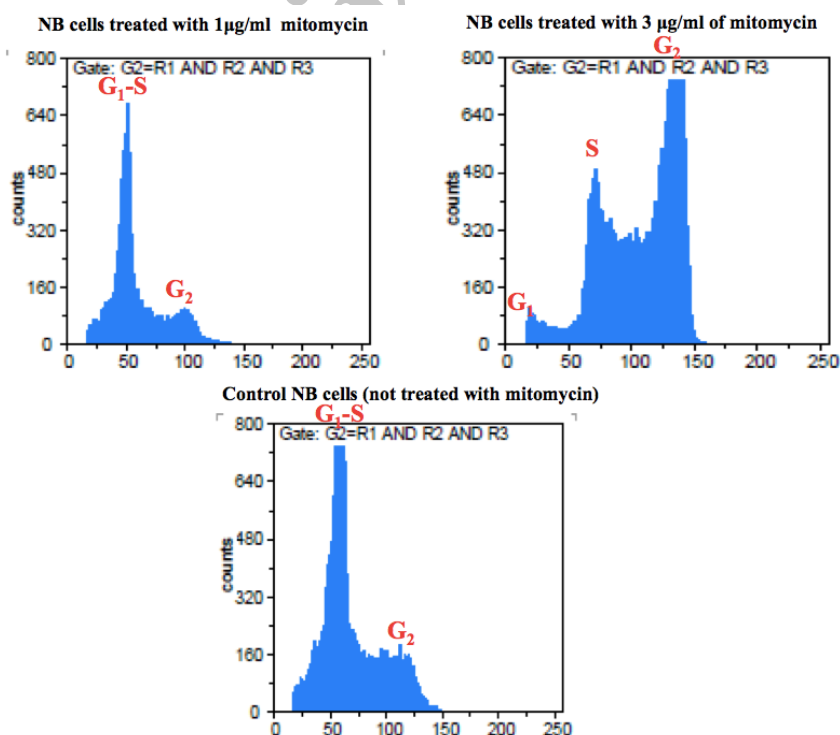 NB cells treated with 1µg/ml mitomycin
Gate: G2=R1 AND R2 AND R3
G1-S
G2
counts
800
640
480
320
160
0
0 50 100 150 200 250
NB cells treated with 3 µg/ml of mitomycin
G2
Gate: G2=R1 AND R2 AND R3
S
G1
counts
800
640
480
320
160
0
0 50 100 150 200 250
Control NB cells (not treated with mitomycin)
G1-S
Gate: G2=R1 AND R2 AND R3
G2
counts
800
640
480
320
160
0
0 50 100 150 200 250